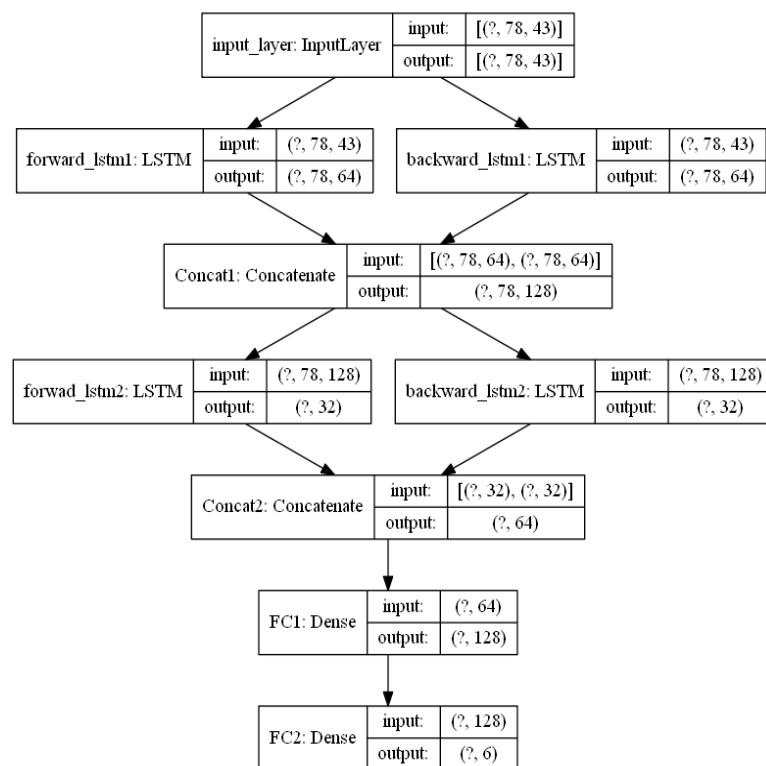 input_layer: InputLayer
input: [(?, 78, 43)]
output: [(?, 78, 43)]
forward_lstm1: LSTM
input: (?, 78, 43)
output: (?, 78, 64)
backward_lstm1: LSTM
input: (?, 78, 43)
output: (?, 78, 64)
Concat1: Concatenate
input: [(?, 78, 64), (?, 78, 64)]
output: (?, 78, 128)
forwad_lstm2: LSTM
input: (?, 78, 128)
output: (?, 32)
backward_lstm2: LSTM
input: (?, 78, 128)
output: (?, 32)
Concat2: Concatenate
input: [(?, 32), (?, 32)]
output: (?, 64)
FC1: Dense
input: (?, 64)
output: (?, 128)
FC2: Dense
input: (?, 128)
output: (?, 6)